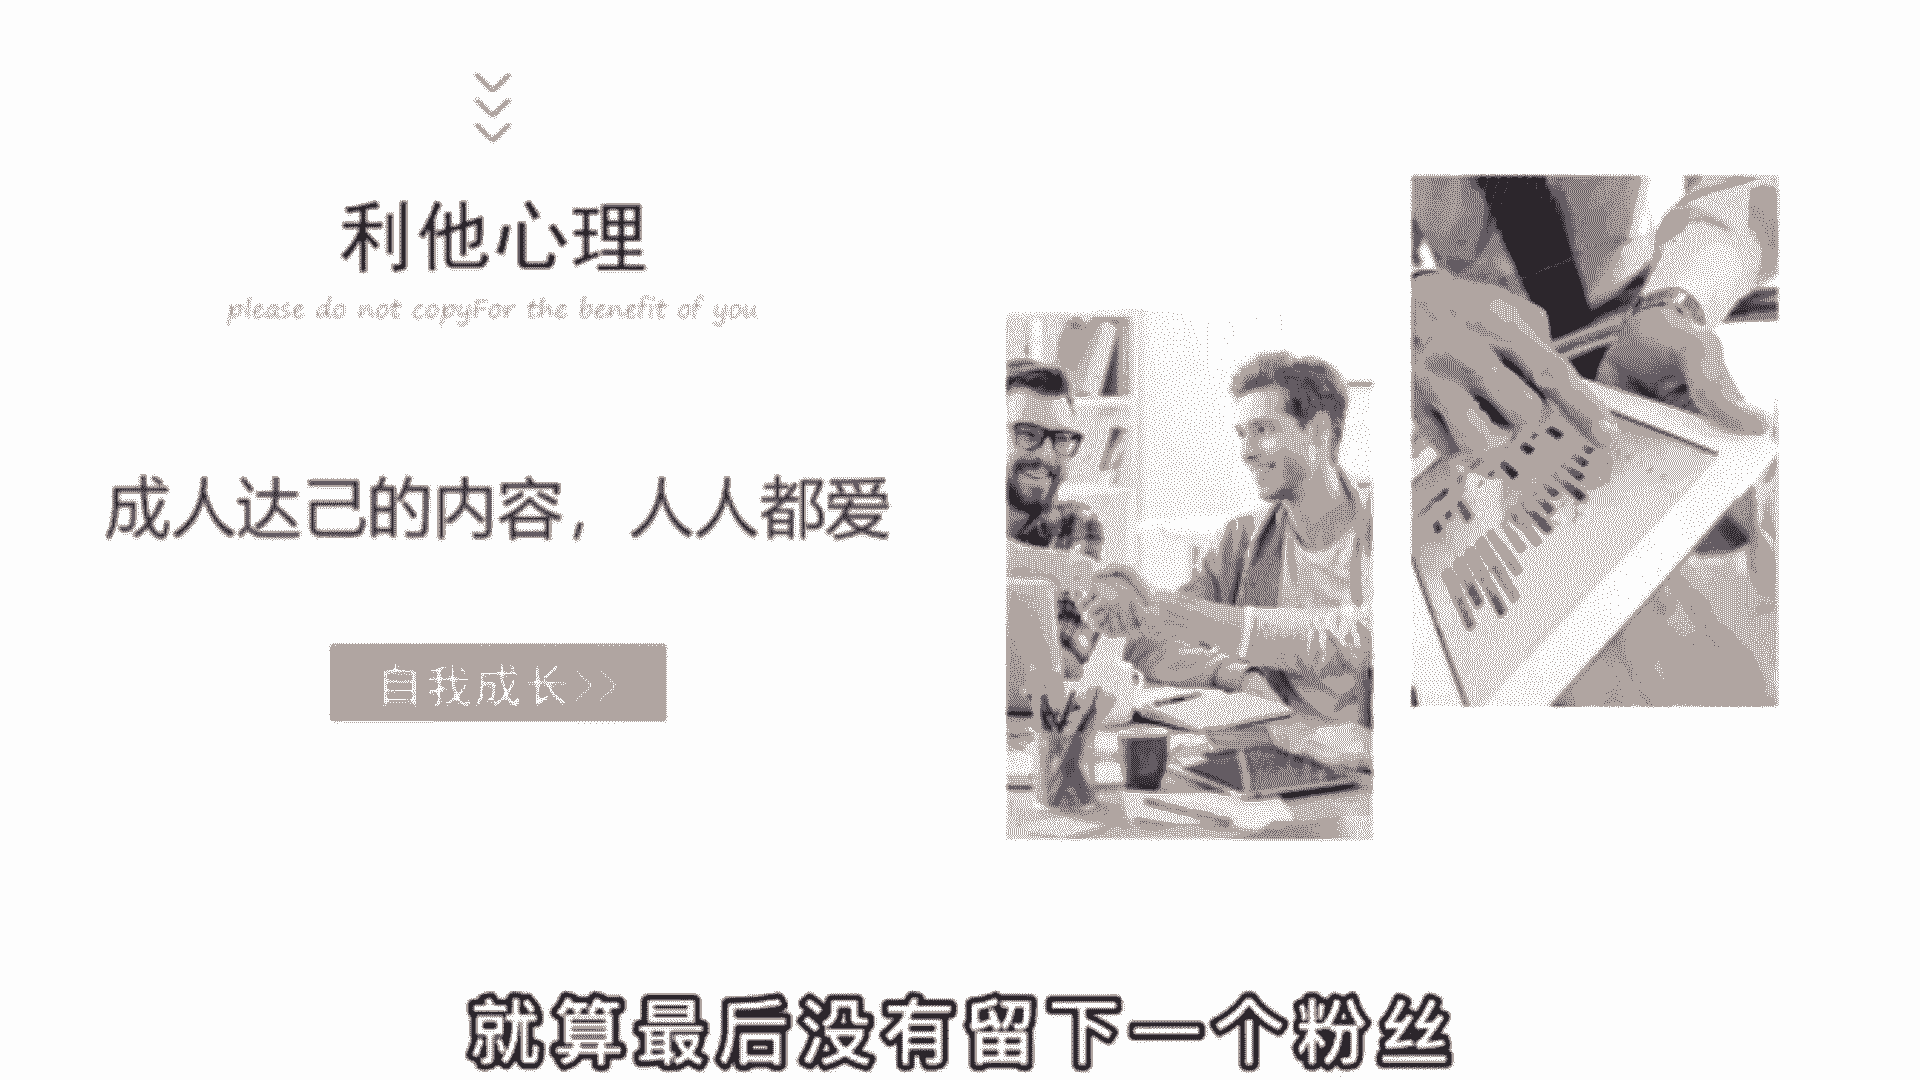 利他心理
please do not copyFor the benefit of you
成人达己的内容，人人都爱
自我成长>>
就算最后没有留下一个粉丝